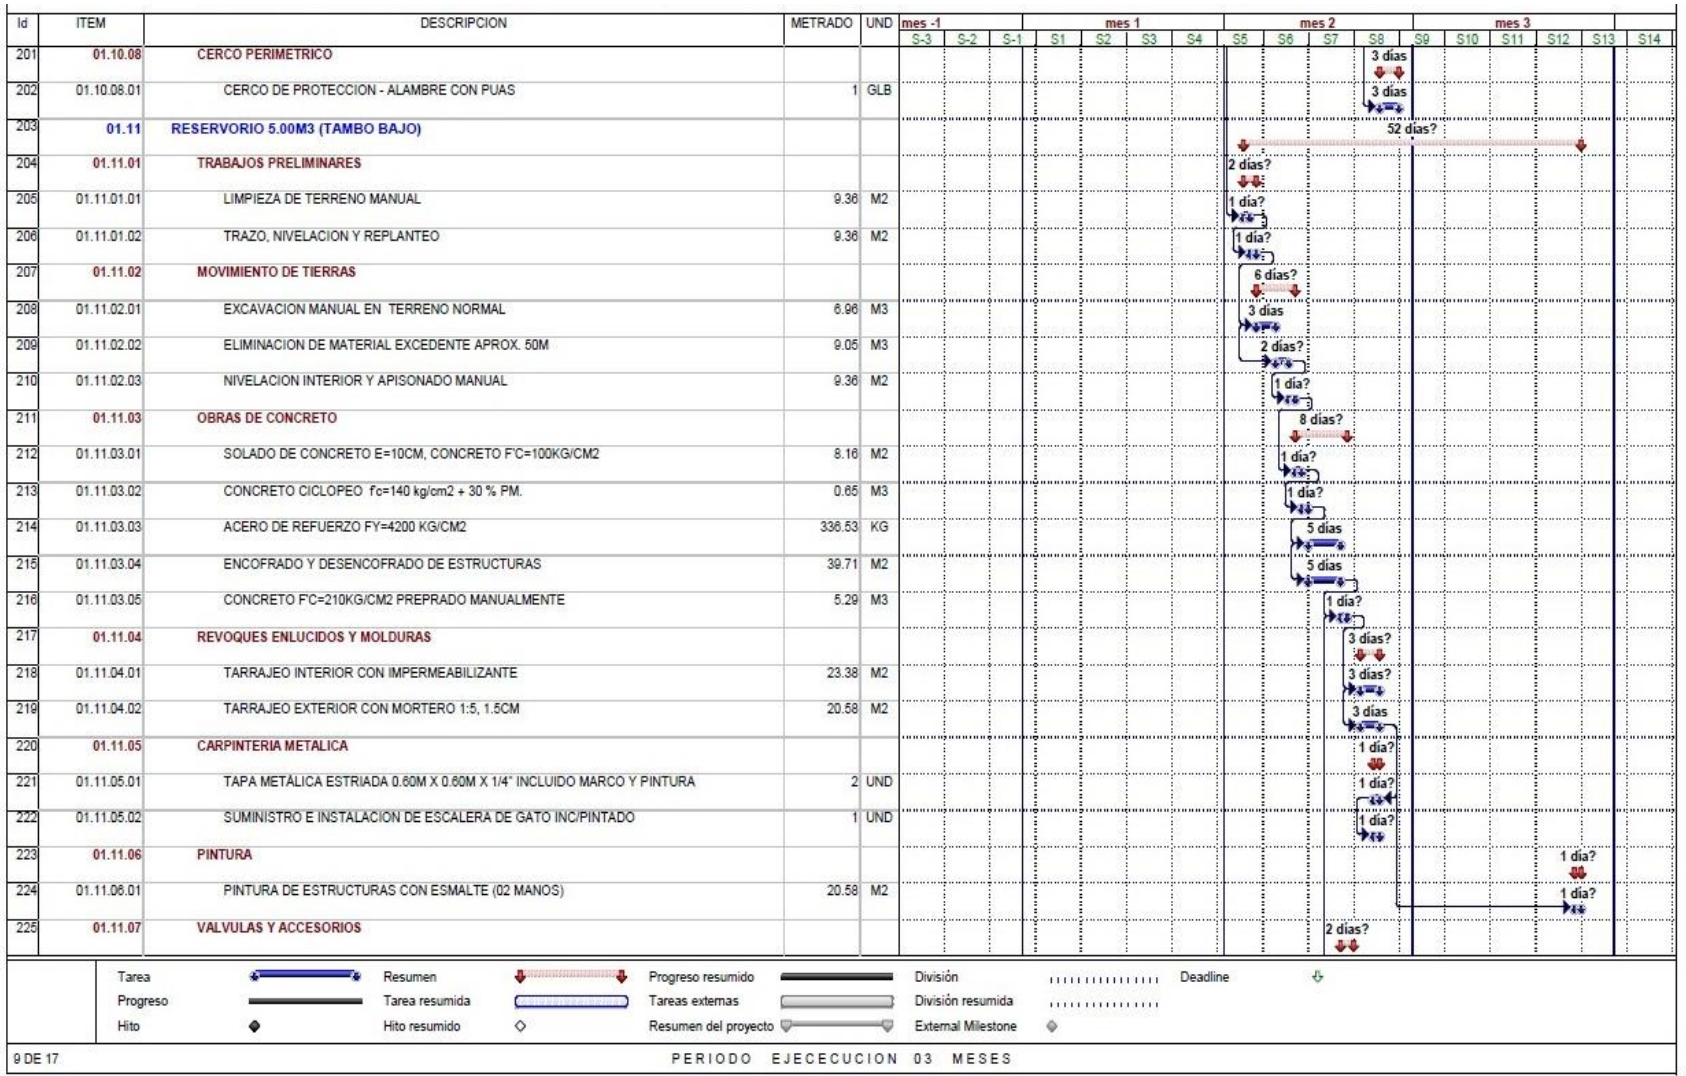 Id ITEM DESCRIPCION METRADO UND mes -1 mes 1 mes 2 mes 3
S-3 S-2 S-1 S1 S2 S3 S4 S5 S6 S7 S8 S9 S10 S11 S12 S13 S14
201 01.10.08 CERCO PERIMETRICO 3 días
202 01.10.08.01 CERCO DE PROTECCION - ALAMBRE CON PUAS 1 GLB 3 días
203 01.11 RESERVORIO 5.00M3 (TAMBO BAJO) 52 días?
204 01.11.01 TRABAJOS PRELIMINARES 2 días?
205 01.11.01.01 LIMPIEZA DE TERRENO MANUAL 9.36 M2 1 día?
206 01.11.01.02 TRAZO, NIVELACION Y REPLANTEO 9.36 M2 1 día?
207 01.11.02 MOVIMIENTO DE TIERRAS 6 días?
208 01.11.02.01 EXCAVACION MANUAL EN TERRENO NORMAL 6.96 M3 3 días
209 01.11.02.02 ELIMINACION DE MATERIAL EXCEDENTE APROX. 50M 9.05 M3 2 días?
210 01.11.02.03 NIVELACION INTERIOR Y APISONADO MANUAL 9.36 M2 1 día?
211 01.11.03 OBRAS DE CONCRETO 8 días?
212 01.11.03.01 SOLADO DE CONCRETO E=10CM, CONCRETO F'C=100KG/CM2 8.16 M2 1 día?
213 01.11.03.02 CONCRETO CICLOPEO f'c=140 kg/cm2 + 30 % PM. 0.65 M3 1 día?
214 01.11.03.03 ACERO DE REFUERZO FY=4200 KG/CM2 336.53 KG 5 días
215 01.11.03.04 ENCOFRADO Y DESENCOFRADO DE ESTRUCTURAS 39.71 M2 5 días
216 01.11.03.05 CONCRETO F'C=210KG/CM2 PREPRADO MANUALMENTE 5.29 M3 1 día?
217 01.11.04 REVOQUES ENLUCIDOS Y MOLDURAS 3 días?
218 01.11.04.01 TARRAJEO INTERIOR CON IMPERMEABILIZANTE 23.38 M2 3 días?
219 01.11.04.02 TARRAJEO EXTERIOR CON MORTERO 1:5, 1.5CM 20.58 M2 3 días
220 01.11.05 CARPINTERIA METALICA 1 día?
221 01.11.05.01 TAPA METÁLICA ESTRIADA 0.60M X 0.60M X 1/4" INCLUIDO MARCO Y PINTURA 2 UND 1 día?
222 01.11.05.02 SUMINISTRO E INSTALACION DE ESCALERA DE GATO INC/PINTADO 1 UND 1 día?
223 01.11.06 PINTURA 1 día?
224 01.11.06.01 PINTURA DE ESTRUCTURAS CON ESMALTE (02 MANOS) 20.58 M2 1 día?
225 01.11.07 VALVULAS Y ACCESORIOS 2 días?
Tarea Resumen Progreso resumido División Deadline
Progreso Tarea resumida Tareas externas División resumida
Hito Hito resumido Resumen del proyecto External Milestone
9 DE 17 PERIODO EJECECUCION 03 MESES